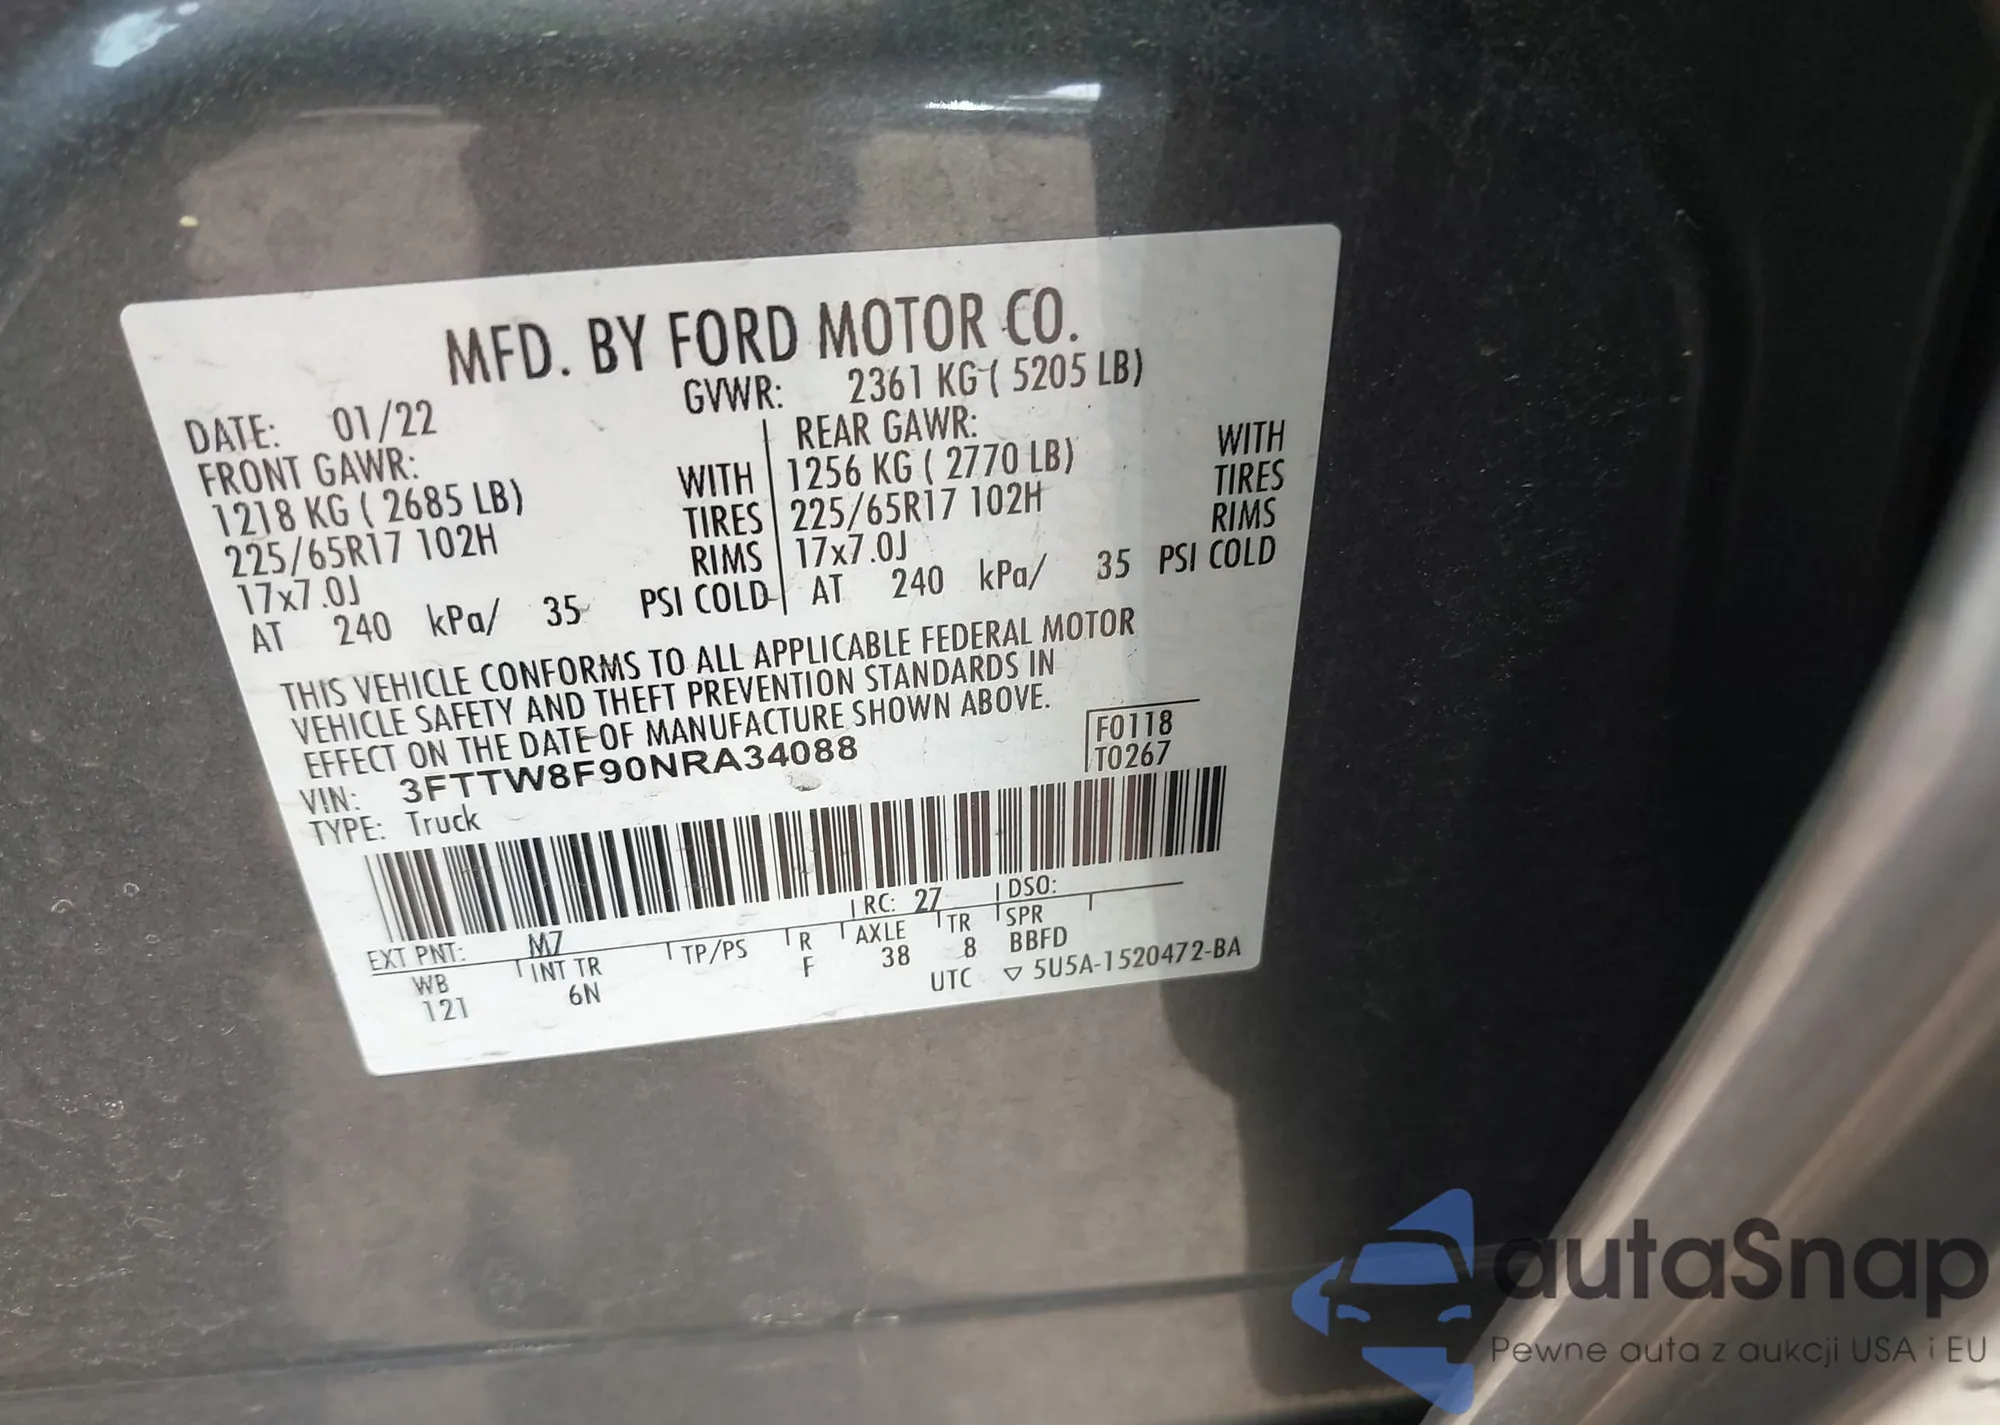 MFD. BY FORD MOTOR CO.
DATE: 01/22 GVWR: 2361 KG ( 5205 LB)
FRONT GAWR: REAR GAWR:
1218 KG ( 2685 LB) WITH 1256 KG ( 2770 LB) WITH
225/65R17 102H TIRES 225/65R17 102H TIRES
17x7.0J RIMS 17x7.0J RIMS
AT 240 kPa/ 35 PSI COLD AT 240 kPa/ 35 PSI COLD
THIS VEHICLE CONFORMS TO ALL APPLICABLE FEDERAL MOTOR
VEHICLE SAFETY AND THEFT PREVENTION STANDARDS IN
EFFECT ON THE DATE OF MANUFACTURE SHOWN ABOVE.
VIN: 3FTTW8F90NRA34088 F0118
TYPE: Truck T0267
EXT PNT: M7 RC: 27 DSO:
WB INT TR TP/PS R AXLE TR SPR
121 6N F 38 8 BBFD
UTC ▽ 5U5A-1520472-BA
autaSnap
Pewne auta z aukcji USA i EU